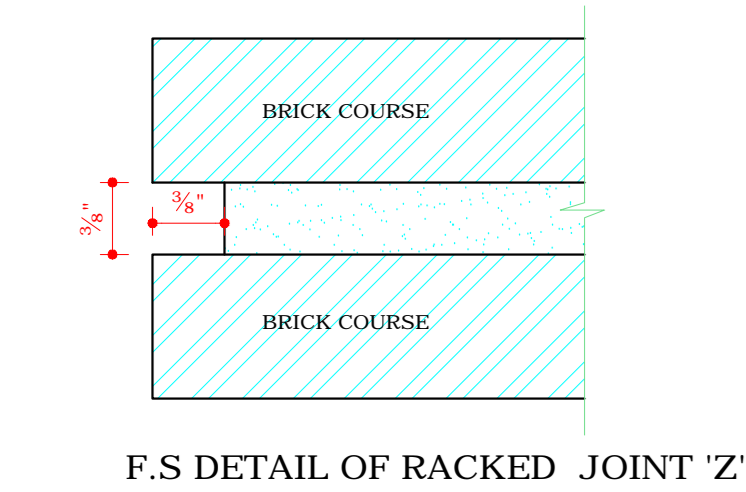 BRICK COURSE
3/8"
3/8"
BRICK COURSE
F.S DETAIL OF RACKED JOINT 'Z'